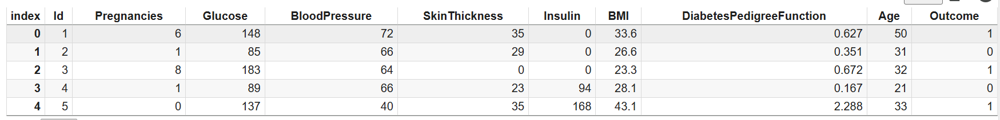 index Id Pregnancies Glucose BloodPressure SkinThickness Insulin BMI DiabetesPedigreeFunction Age Outcome
0 1 6 148 72 35 0 33.6 0.627 50 1
1 2 1 85 66 29 0 26.6 0.351 31 0
2 3 8 183 64 0 0 23.3 0.672 32 1
3 4 1 89 66 23 94 28.1 0.167 21 0
4 5 0 137 40 35 168 43.1 2.288 33 1